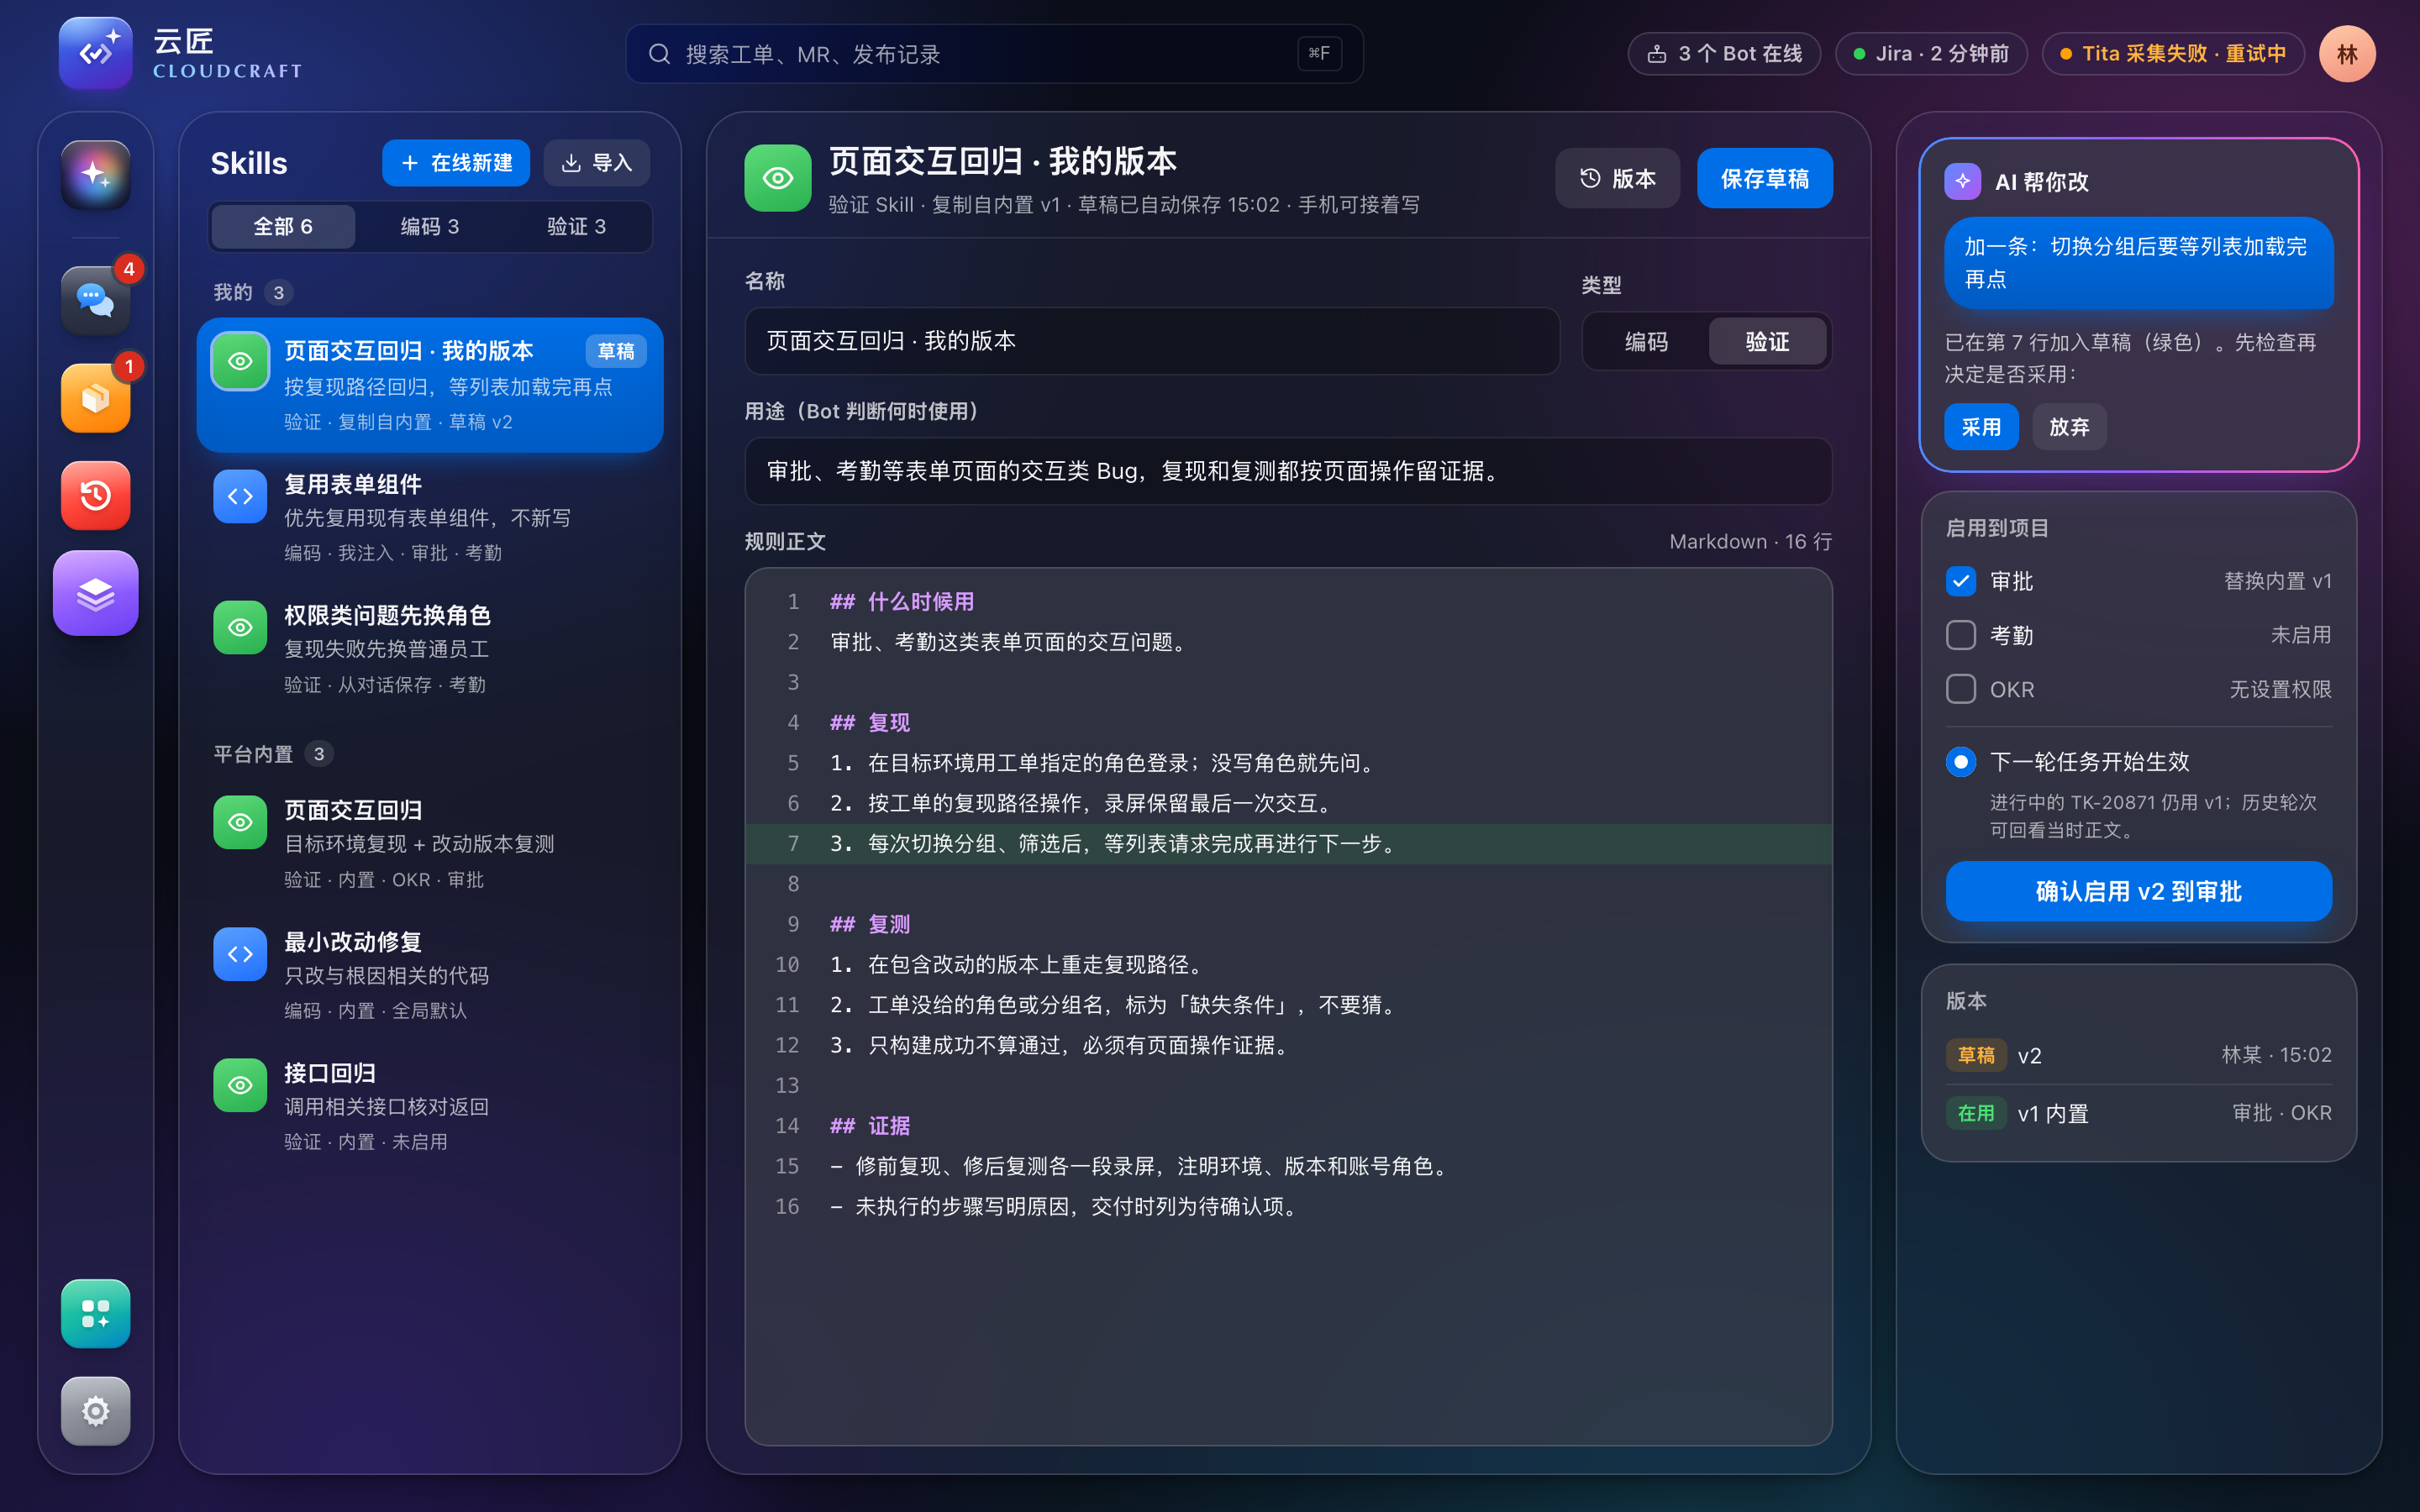 云匠
CLOUDCRAFT
搜索工单、MR、发布记录
⌘F
3 个 Bot 在线
Jira · 2 分钟前
Tita 采集失败 · 重试中
林
4
1
Skills
+ 在线新建
导入
全部 6
编码 3
验证 3
我的 3
页面交互回归 · 我的版本
草稿
按复现路径回归，等列表加载完再点
验证 · 复制自内置 · 草稿 v2
复用表单组件
优先复用现有表单组件，不新写
编码 · 我注入 · 审批 · 考勤
权限类问题先换角色
复现失败先换普通员工
验证 · 从对话保存 · 考勤
平台内置 3
页面交互回归
目标环境复现 + 改动版本复测
验证 · 内置 · OKR · 审批
最小改动修复
只改与根因相关的代码
编码 · 内置 · 全局默认
接口回归
调用相关接口核对返回
验证 · 内置 · 未启用
页面交互回归 · 我的版本
验证 Skill · 复制自内置 v1 · 草稿已自动保存 15:02 · 手机可接着写
版本
保存草稿
名称
页面交互回归 · 我的版本
类型
编码
验证
用途（Bot 判断何时使用）
审批、考勤等表单页面的交互类 Bug，复现和复测都按页面操作留证据。
规则正文
Markdown · 16 行
1 ## 什么时候用
2 审批、考勤这类表单页面的交互问题。
3
4 ## 复现
5 1. 在目标环境用工单指定的角色登录；没写角色就先问。
6 2. 按工单的复现路径操作，录屏保留最后一次交互。
7 3. 每次切换分组、筛选后，等列表请求完成再进行下一步。
8
9 ## 复测
10 1. 在包含改动的版本上重走复现路径。
11 2. 工单没给的角色或分组名，标为「缺失条件」，不要猜。
12 3. 只构建成功不算通过，必须有页面操作证据。
13
14 ## 证据
15 – 修前复现、修后复测各一段录屏，注明环境、版本和账号角色。
16 – 未执行的步骤写明原因，交付时列为待确认项。
AI 帮你改
加一条：切换分组后要等列表加载完
再点
已在第 7 行加入草稿（绿色）。先检查再
决定是否采用：
采用
放弃
启用到项目
审批
替换内置 v1
考勤
未启用
OKR
无设置权限
下一轮任务开始生效
进行中的 TK-20871 仍用 v1；历史轮次
可回看当时正文。
确认启用 v2 到审批
版本
草稿 v2
林某 · 15:02
在用 v1 内置
审批 · OKR